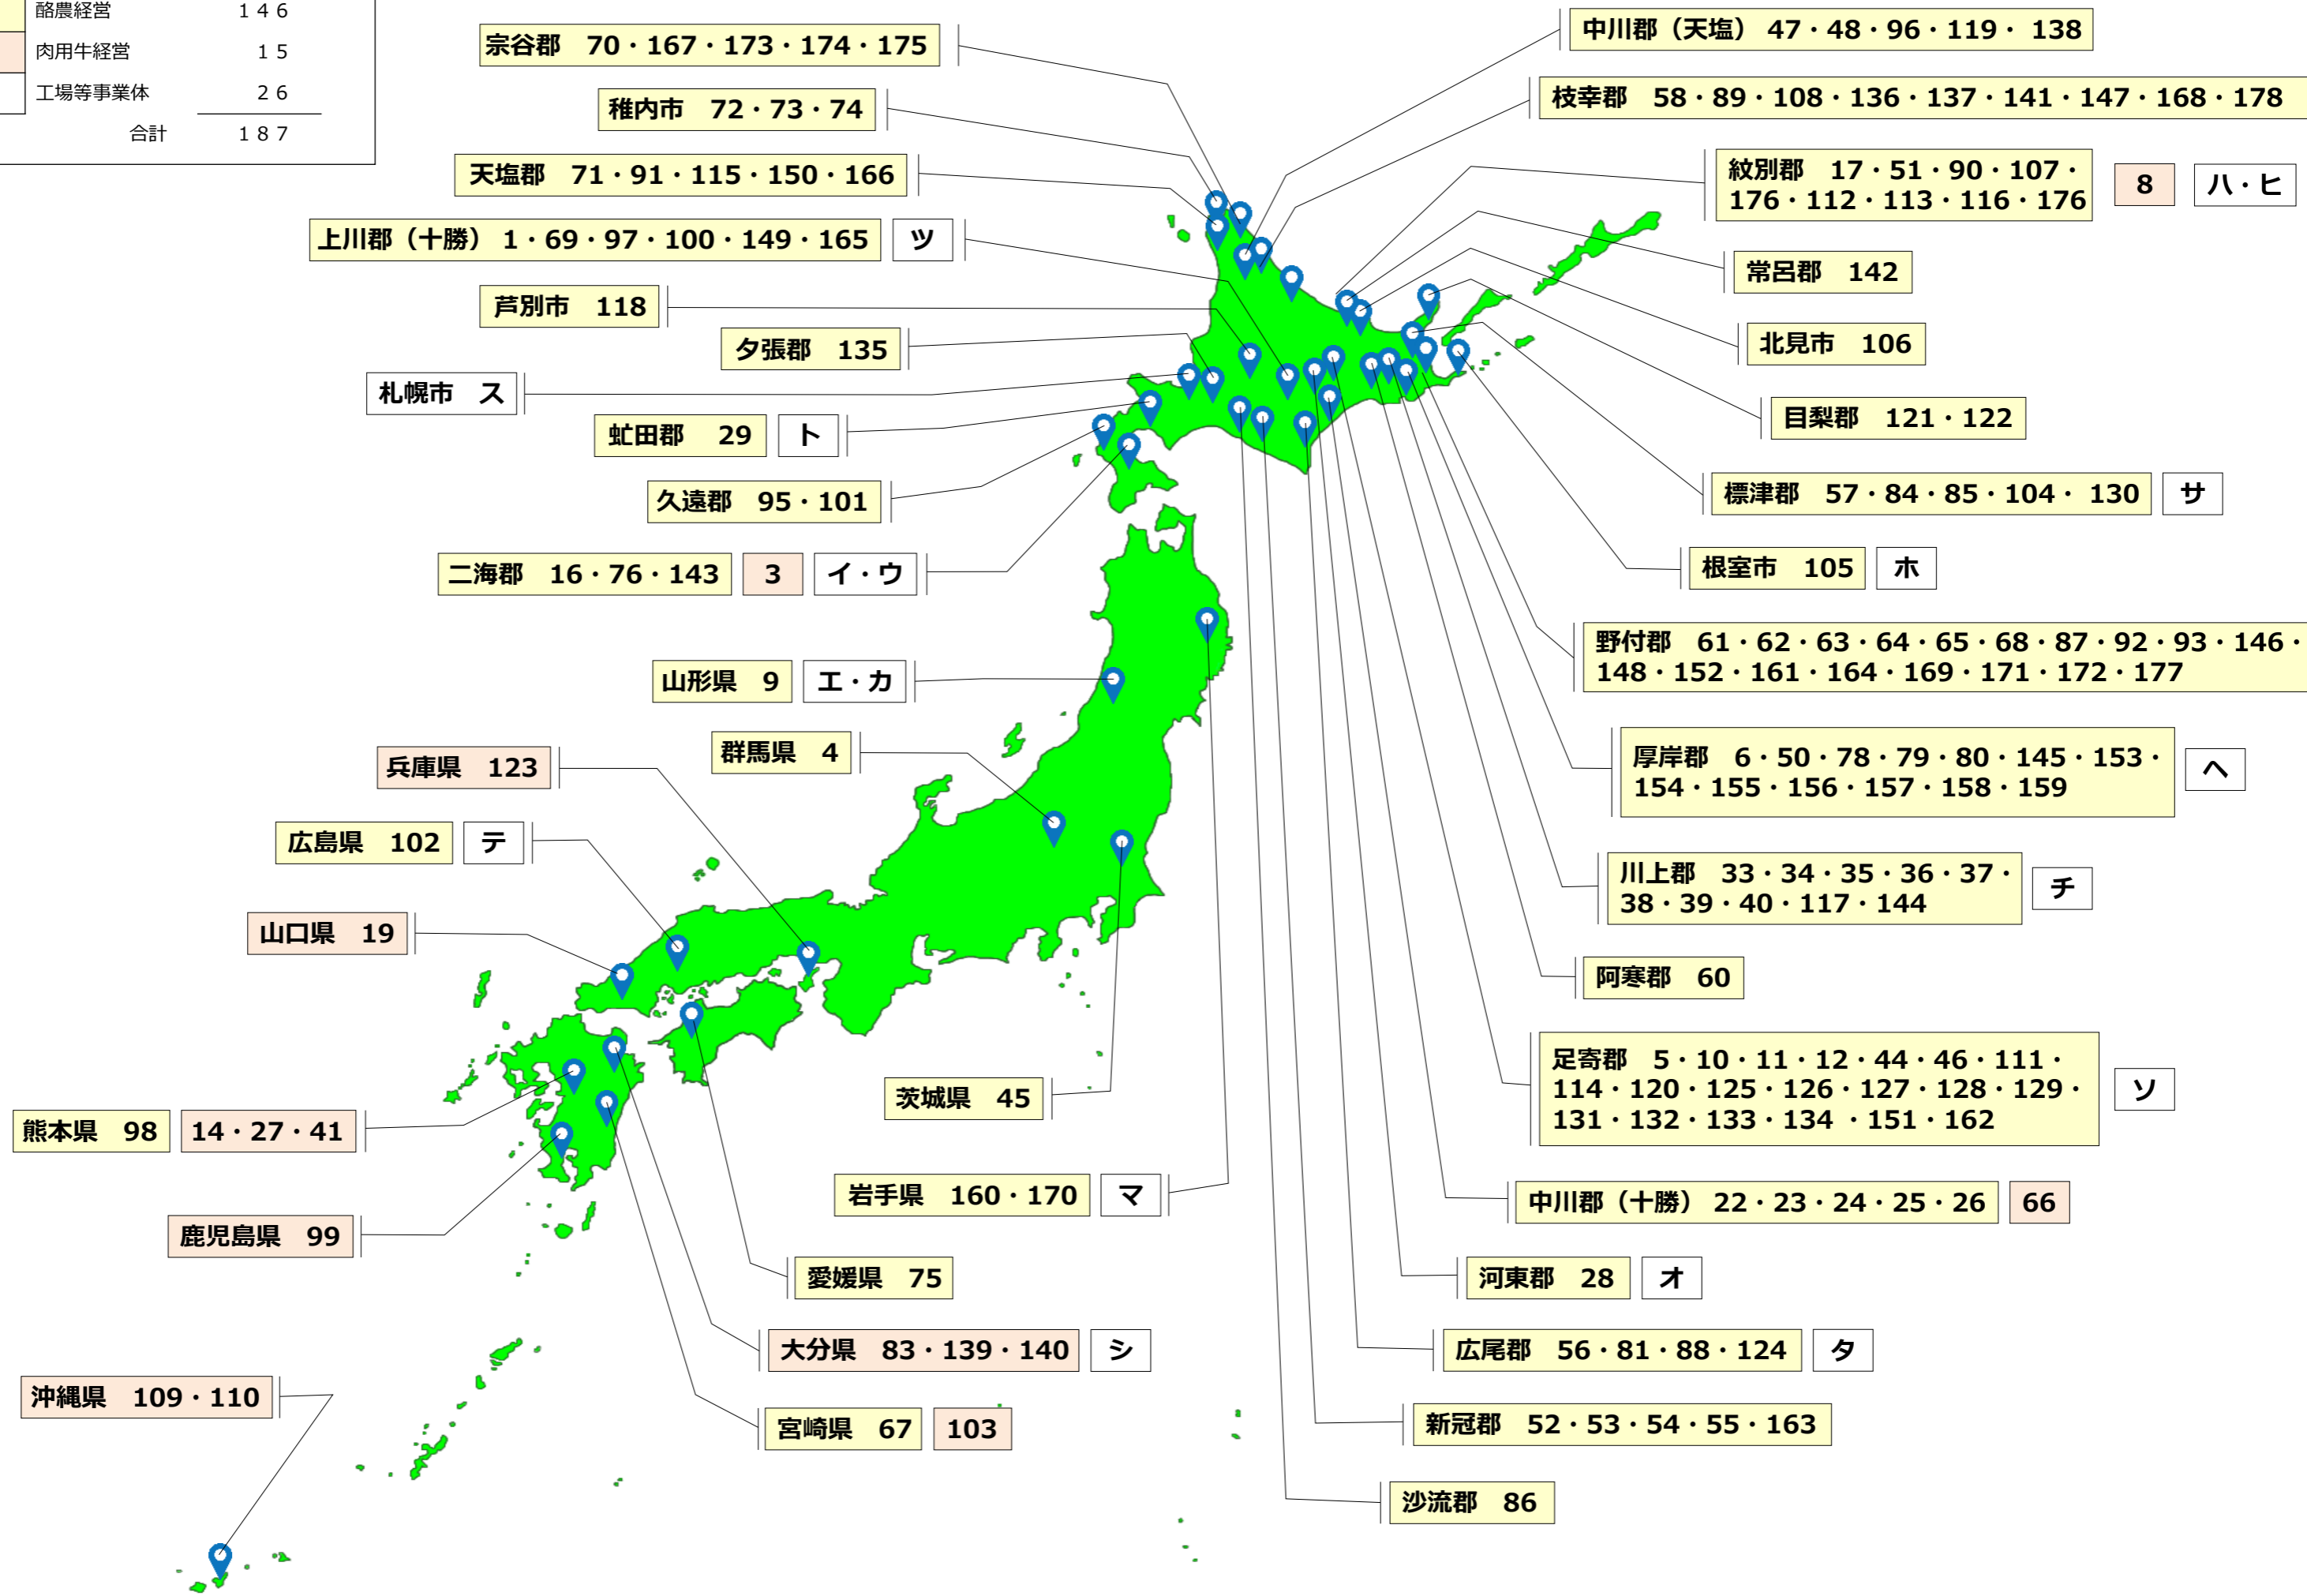 酪農経営 146
肉用牛経営 15
工場等事業体 26
合計 187
宗谷郡 70・167・173・174・175
稚内市 72・73・74
天塩郡 71・91・115・150・166
上川郡（十勝） 1・69・97・100・149・165 ツ
芦別市 118
夕張郡 135
札幌市 ス
虻田郡 29 ト
久遠郡 95・101
二海郡 16・76・143 3 イ・ウ
山形県 9 エ・カ
群馬県 4
兵庫県 123
広島県 102 テ
山口県 19
熊本県 98 14・27・41
鹿児島県 99
沖縄県 109・110
中川郡（天塩） 47・48・96・119・ 138
枝幸郡 58・89・108・136・137・141・147・168・178
紋別郡 17・51・90・107・
176・112・113・116・176
8 ハ・ヒ
常呂郡 142
北見市 106
目梨郡 121・122
標津郡 57・84・85・104・ 130 サ
根室市 105 ホ
野付郡 61・62・63・64・65・68・87・92・93・146・
148・152・161・164・169・171・172・177
厚岸郡 6・50・78・79・80・145・153・
154・155・156・157・158・159
ヘ
川上郡 33・34・35・36・37・
38・39・40・117・144
チ
阿寒郡 60
足寄郡 5・10・11・12・44・46・111・
114・120・125・126・127・128・129・
131・132・133・134 ・151・162
ソ
茨城県 45
岩手県 160・170 マ
中川郡（十勝） 22・23・24・25・26 66
愛媛県 75
河東郡 28 オ
大分県 83・139・140 シ
広尾郡 56・81・88・124 タ
宮崎県 67 103
新冠郡 52・53・54・55・163
沙流郡 86